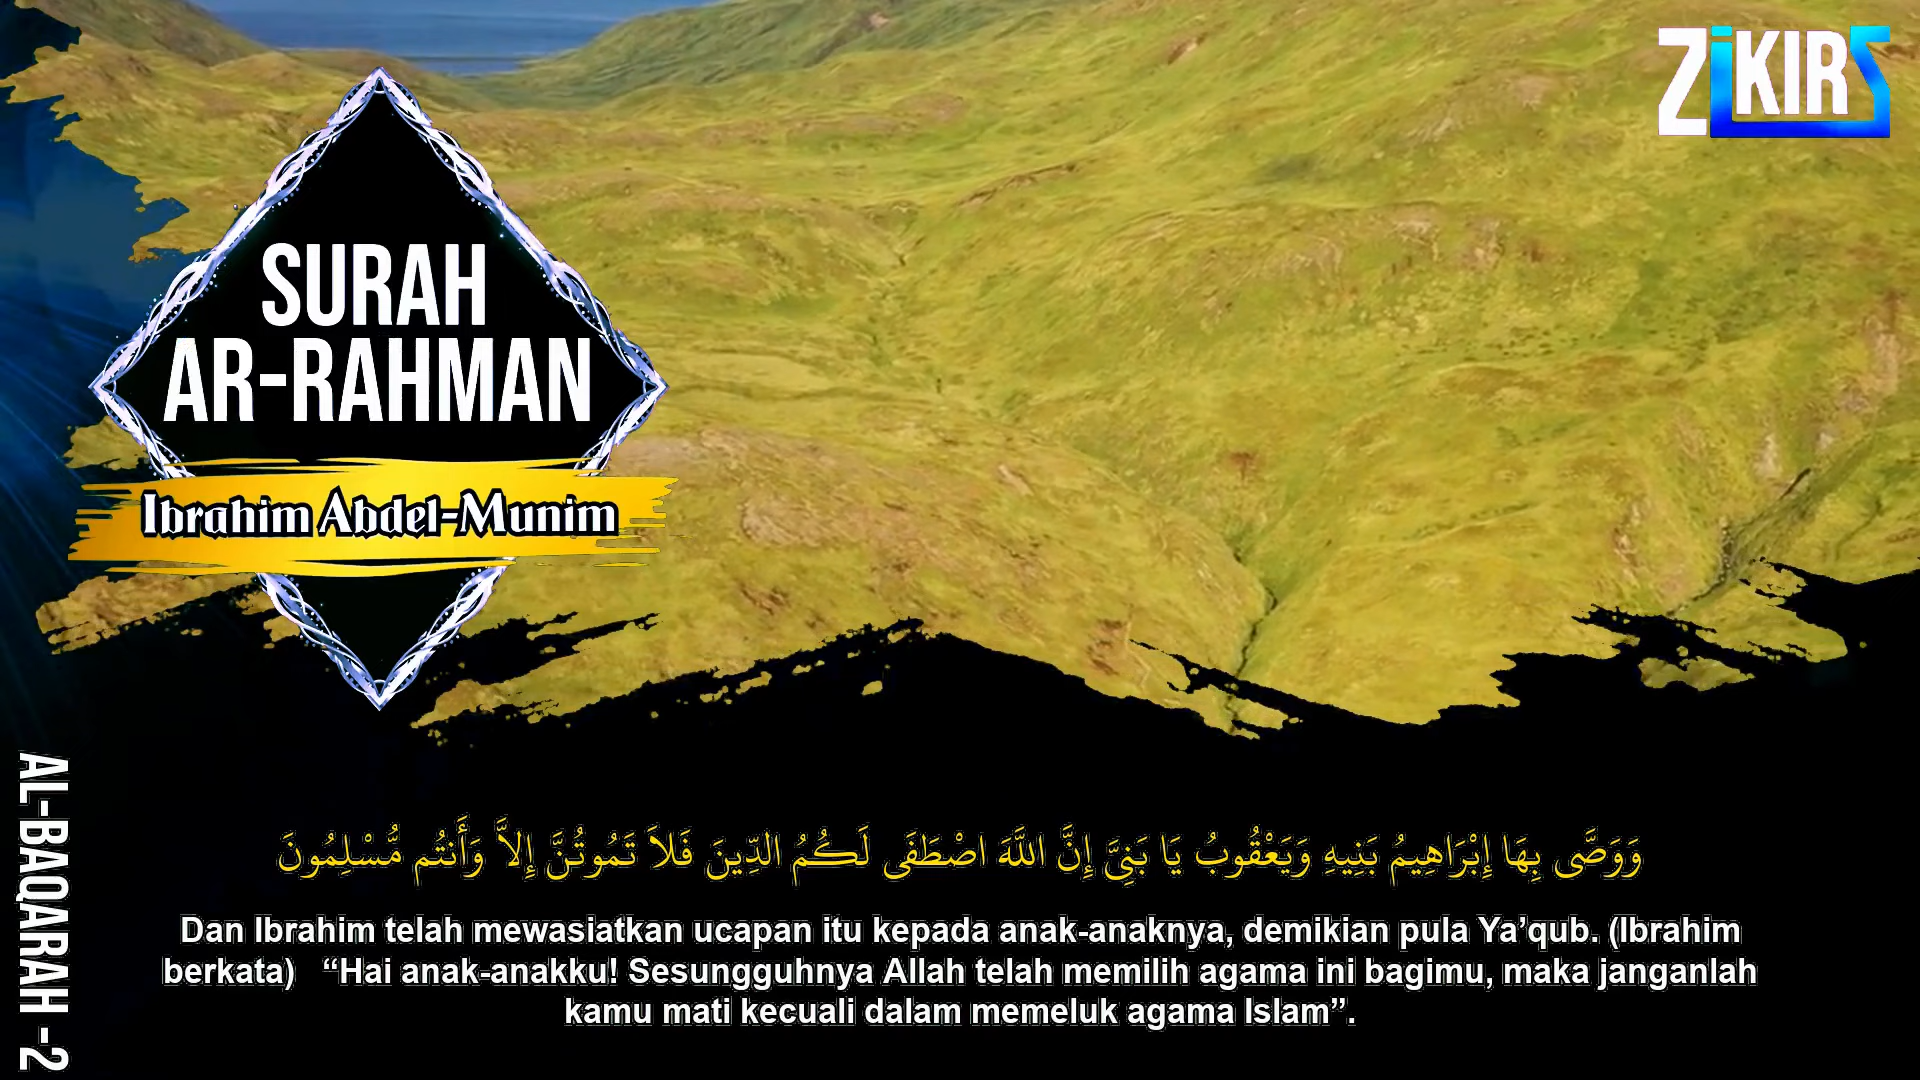 ZiKIRS
SURAH
AR-RAHMAN
Ibrahim Abdel-Munim
AL-BAQARAH -2
وَوَصَّى بِهَا إِبْرَاهِيمُ بَنِيهِ وَيَعْقُوبُ يَا بَنِيَّ إِنَّ اللَّهَ اصْطَفَى لَكُمُ الدِّينَ فَلاَ تَمُوتُنَّ إِلاَّ وَأَنتُم مُّسْلِمُونَ
Dan Ibrahim telah mewasiatkan ucapan itu kepada anak-anaknya, demikian pula Ya’qub. (Ibrahim
berkata) “Hai anak-anakku! Sesungguhnya Allah telah memilih agama ini bagimu, maka janganlah
kamu mati kecuali dalam memeluk agama Islam”.